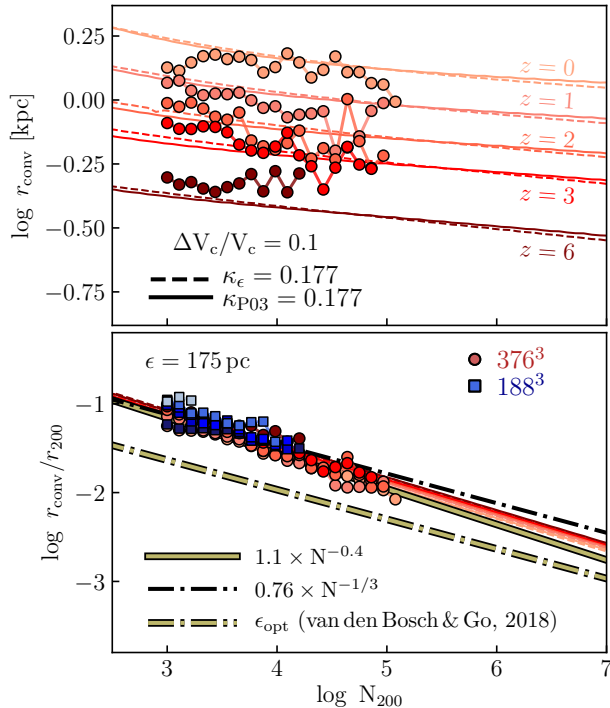 0.25
0.00
−0.25
−0.50
−0.75
log r_conv [kpc]
z = 0
z = 1
z = 2
z = 3
z = 6
ΔV_c/V_c = 0.1
κ_ϵ = 0.177
κ_P03 = 0.177
ϵ = 175 pc
376³
188³
−1
−2
−3
log r_conv/r_200
1.1 × N^−0.4
0.76 × N^−1/3
ϵ_opt (van den Bosch & Go, 2018)
3 4 5 6 7
log N_200